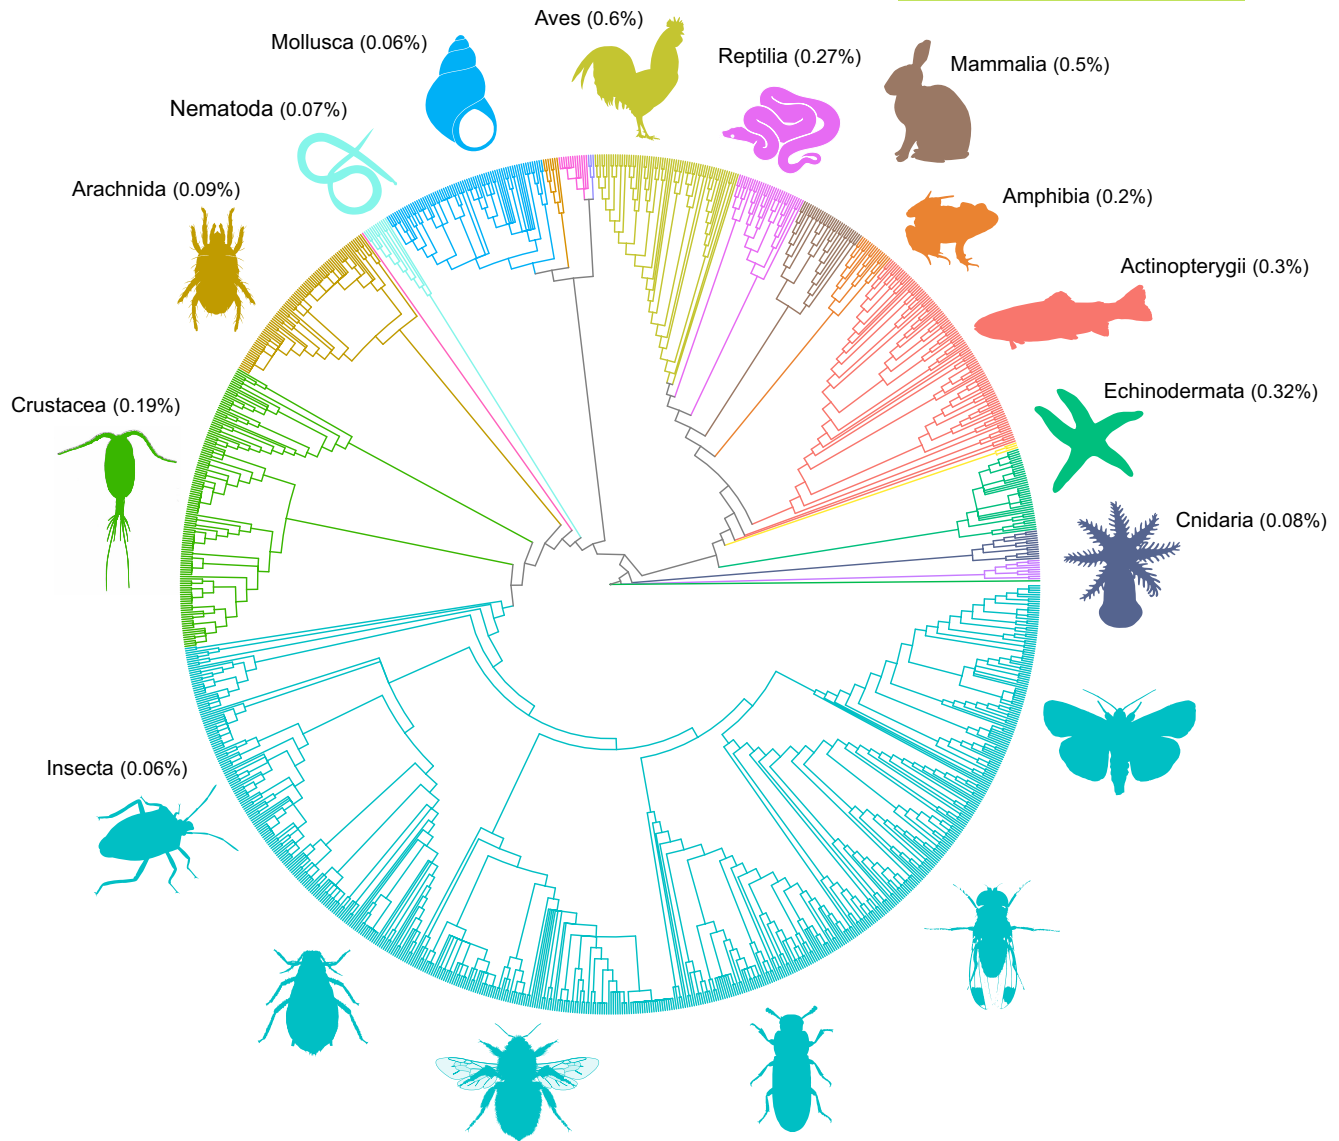 Aves (0.6%)
Mollusca (0.06%)
Reptilia (0.27%)
Mammalia (0.5%)
Nematoda (0.07%)
Arachnida (0.09%)
Amphibia (0.2%)
Actinopterygii (0.3%)
Echinodermata (0.32%)
Crustacea (0.19%)
Cnidaria (0.08%)
Insecta (0.06%)